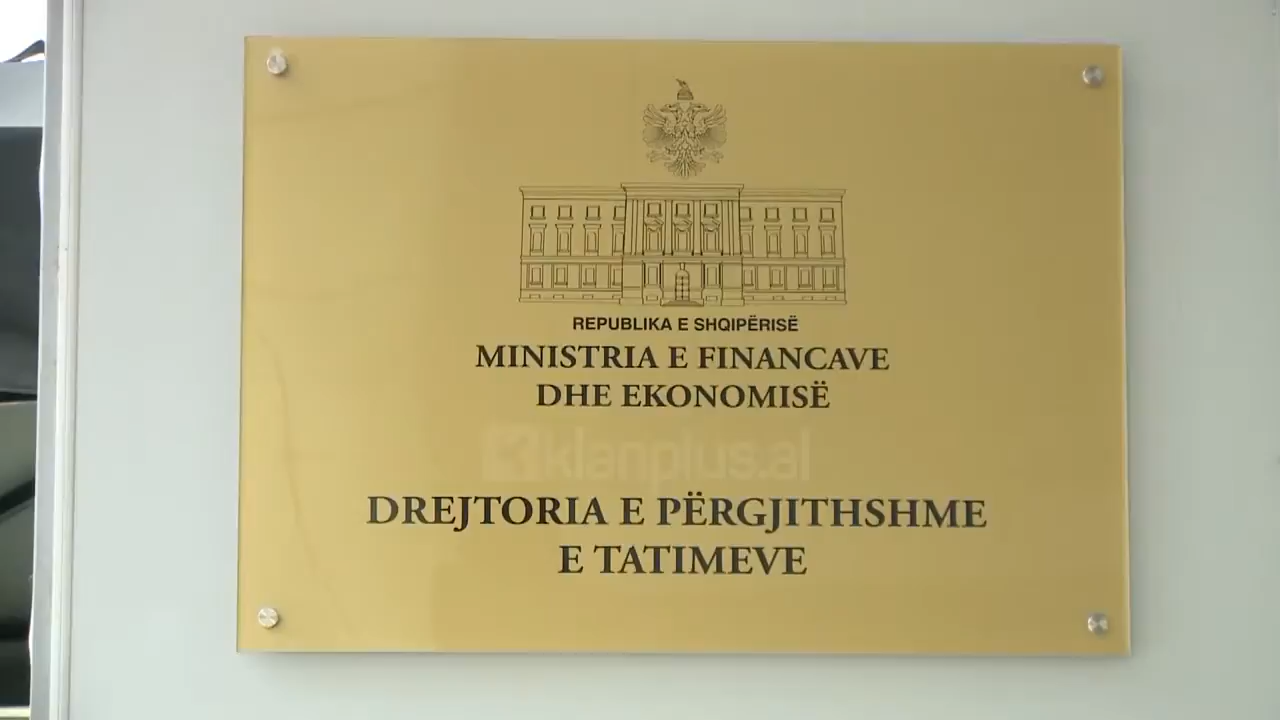 REPUBLIKA E SHQIPËRISË
MINISTRIA E FINANCAVE
DHE EKONOMISË
klanplus.al
DREJTORIA E PËRGJITHSHME
E TATIMEVE